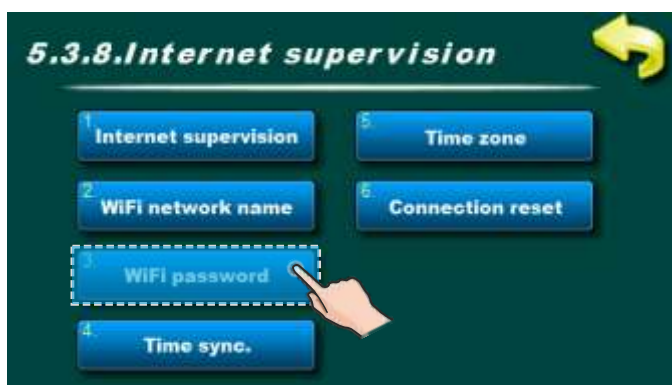 5.3.8.Internet supervision
1.
Internet supervision
2.
WiFi network name
3.
WiFi password
4.
Time sync.
5.
Time zone
6.
Connection reset